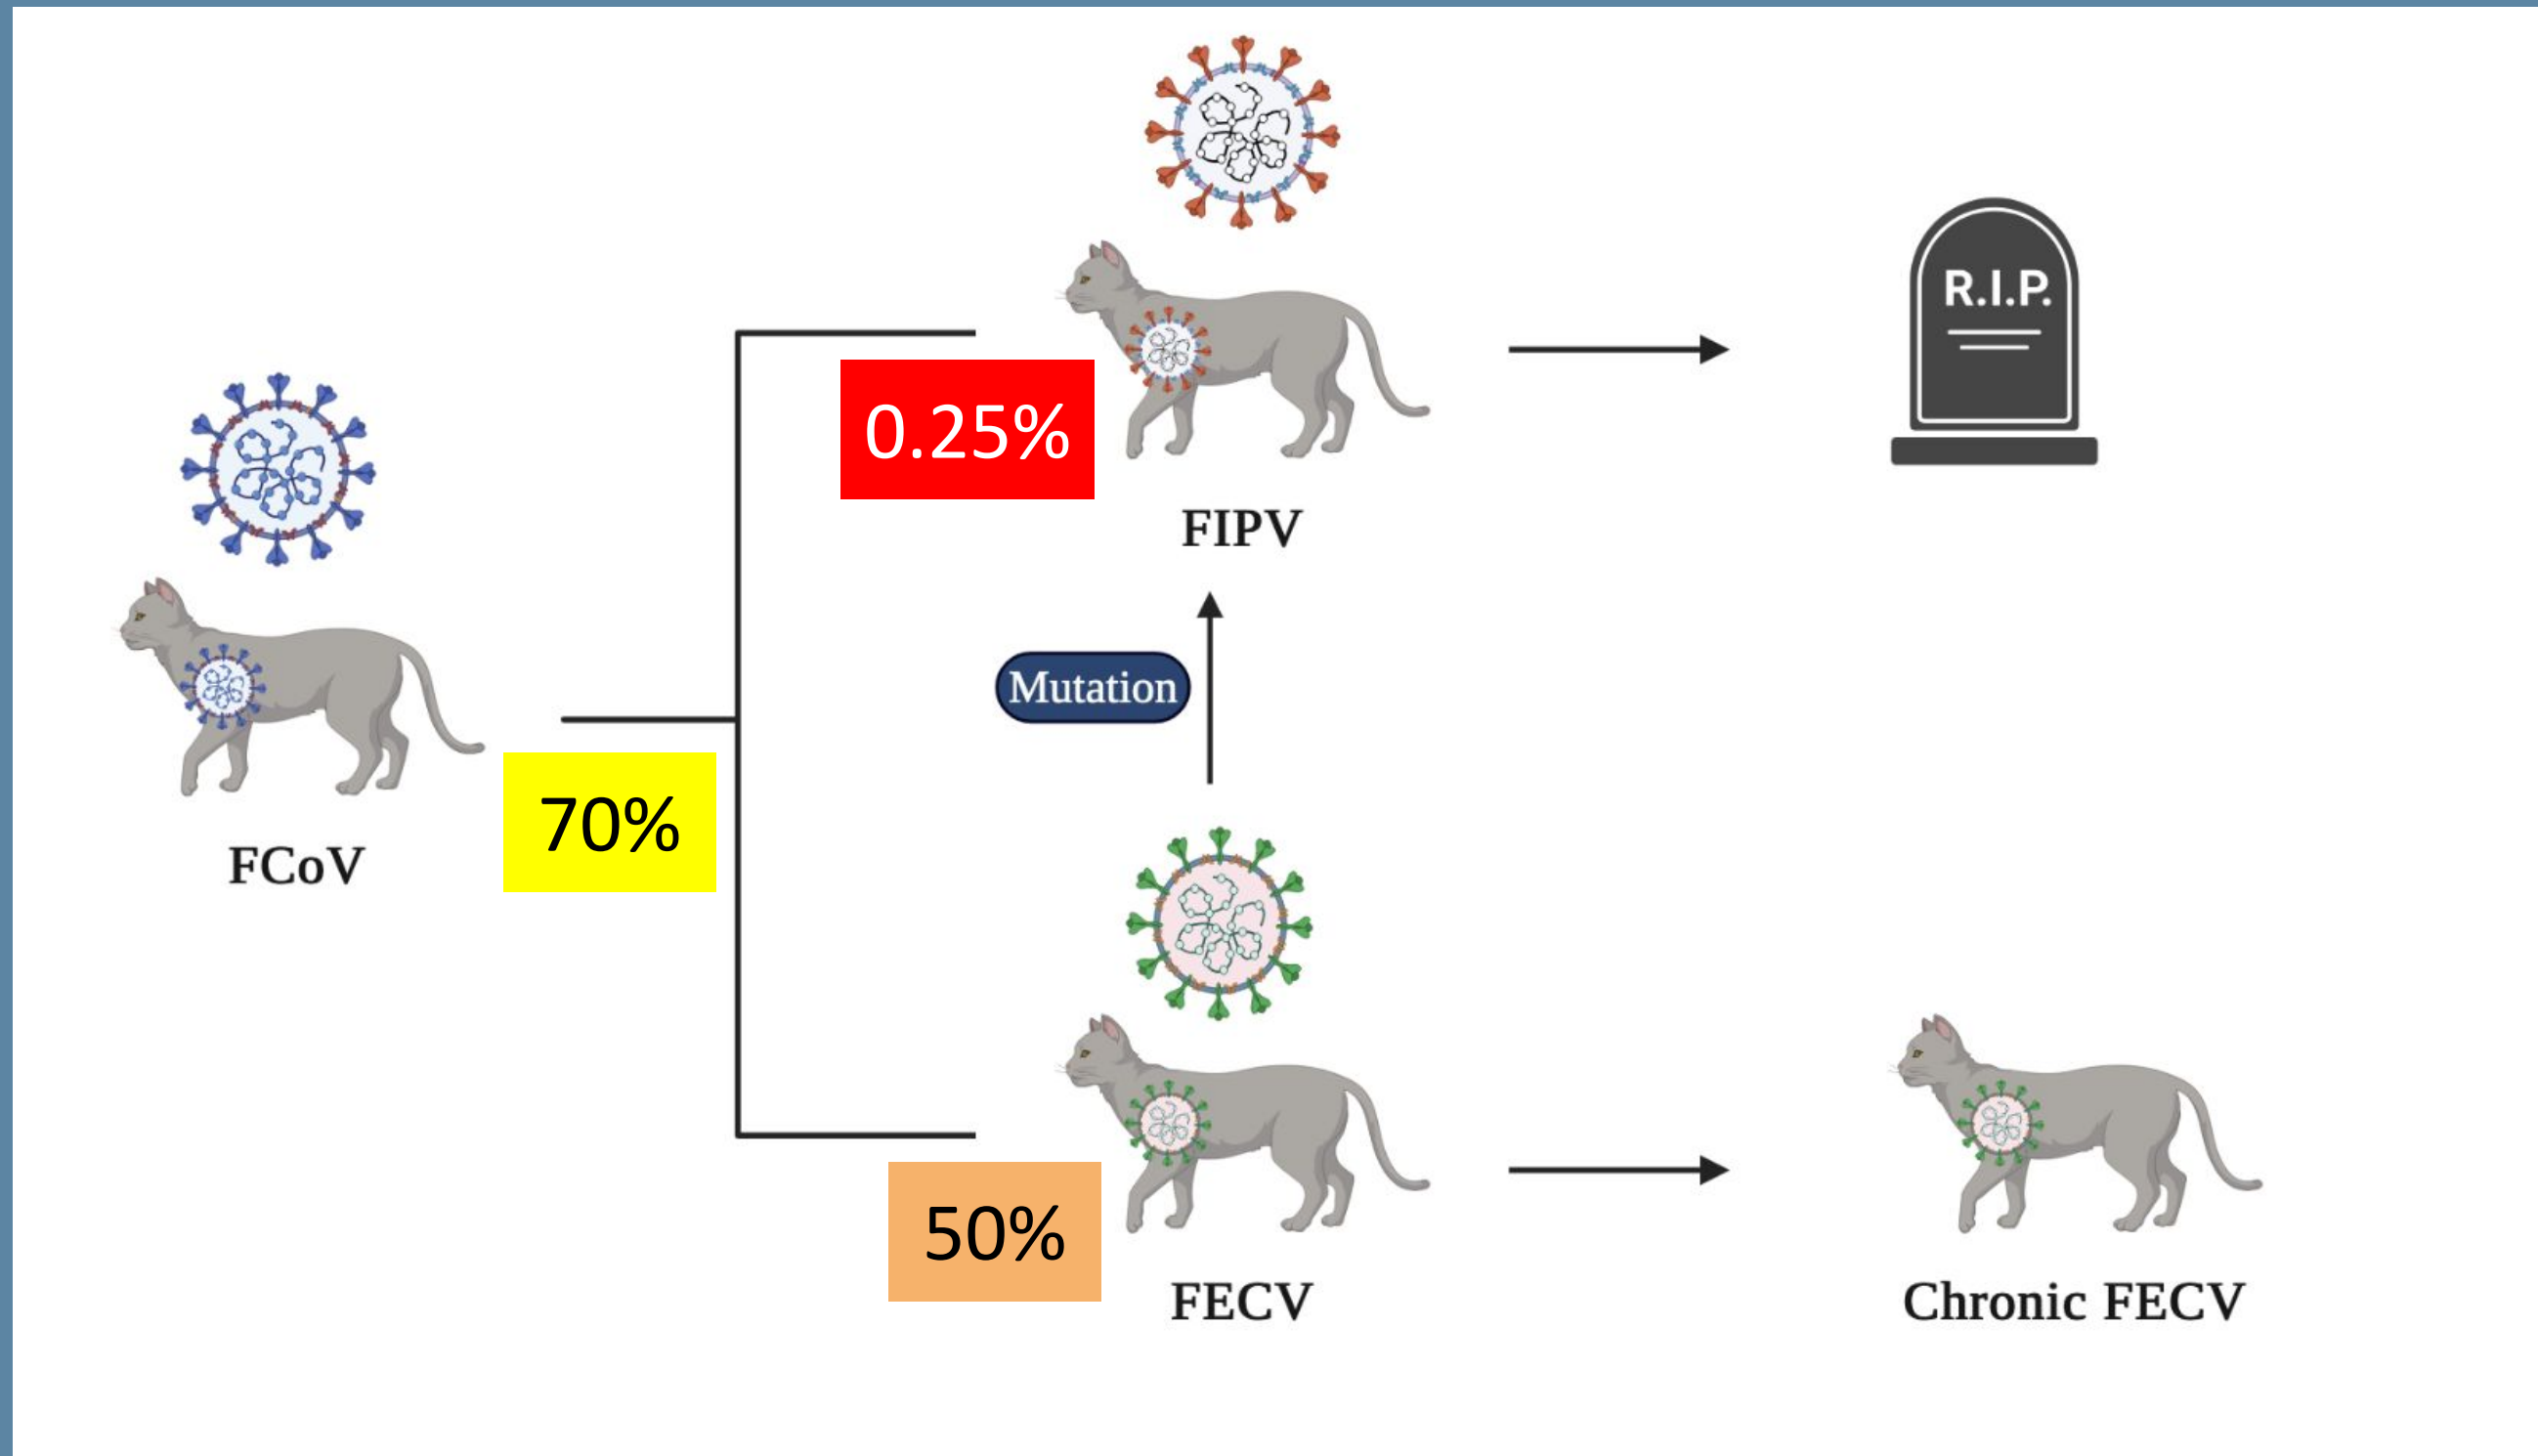 FCoV
70%
0.25%
FIPV
R.I.P.
Mutation
50%
FECV
Chronic FECV